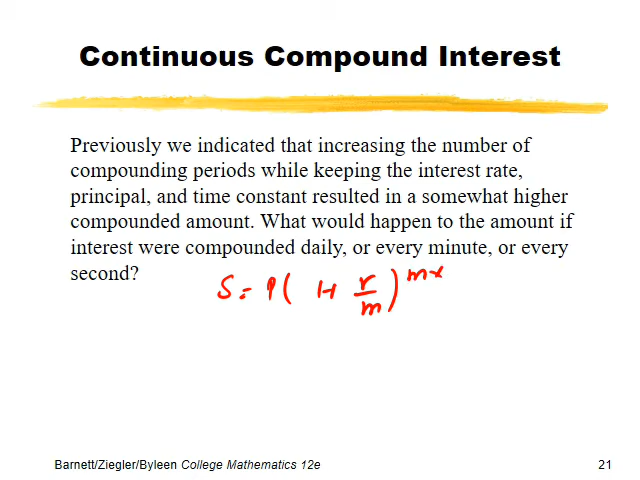 Continuous Compound Interest
Previously we indicated that increasing the number of
compounding periods while keeping the interest rate,
principal, and time constant resulted in a somewhat higher
compounded amount. What would happen to the amount if
interest were compounded daily, or every minute, or every
second?
S = P(1+r/m)^mt
Barnett/Ziegler/Byleen College Mathematics 12e
21